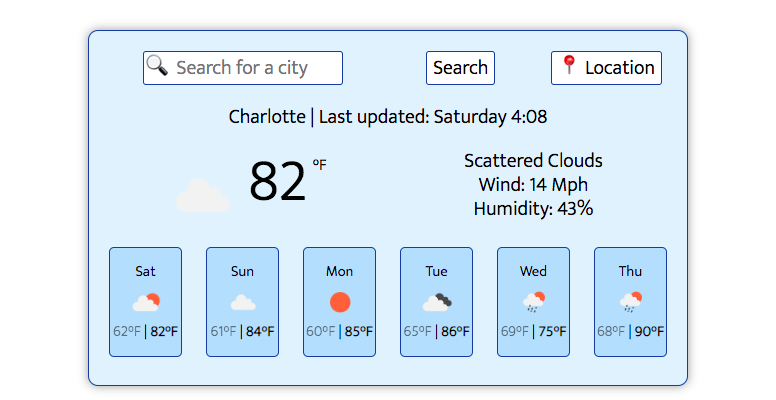 Search for a city Search Location
Charlotte | Last updated: Saturday 4:08
82 ºF
Scattered Clouds
Wind: 14 Mph
Humidity: 43%
Sat Sun Mon Tue Wed Thu
62ºF | 82ºF 61ºF | 84ºF 60ºF | 85ºF 65ºF | 86ºF 69ºF | 75ºF 68ºF | 90ºF